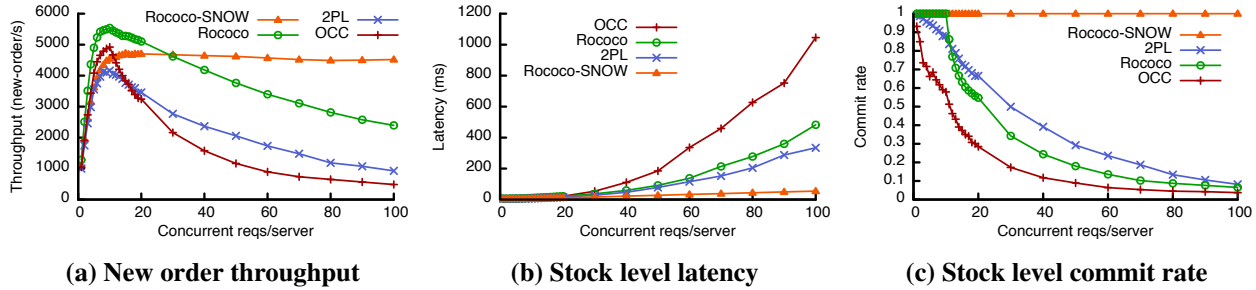 Rococo-SNOW
Rococo
2PL
OCC
Throughput (new-order/s)
6000
5000
4000
3000
2000
1000
0
0
20
40
60
80
100
Concurrent reqs/server
(a) New order throughput
OCC
Rococo
2PL
Rococo-SNOW
Latency (ms)
1200
1000
800
600
400
200
0
0
20
40
60
80
100
Concurrent reqs/server
(b) Stock level latency
Rococo-SNOW
2PL
Rococo
OCC
Commit rate
1
0.9
0.8
0.7
0.6
0.5
0.4
0.3
0.2
0.1
0
0
20
40
60
80
100
Concurrent reqs/server
(c) Stock level commit rate